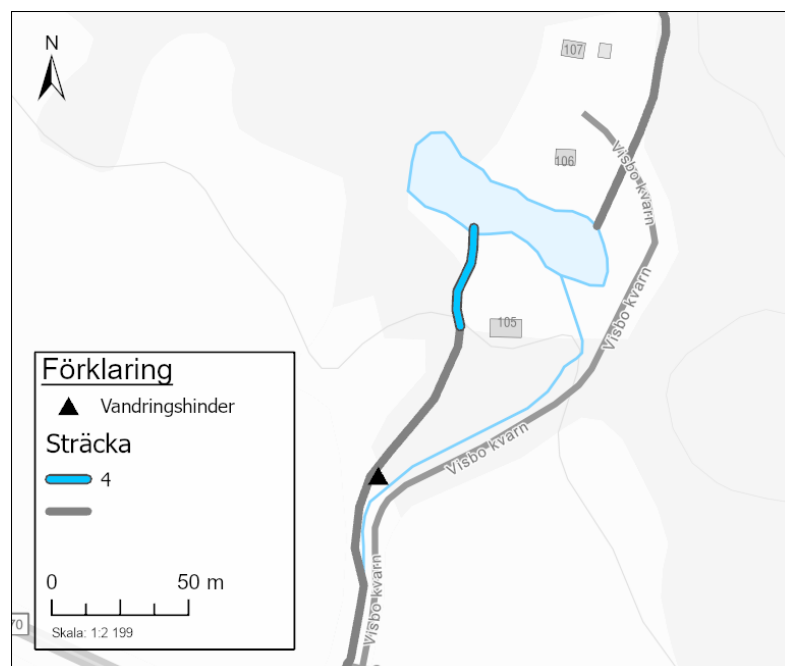 N
107
106
105
Visbo kvarn
Visbo kvarn
Visbo kvarn
Visbo kvarn
Förklaring
Vandringshinder
Sträcka
4
0 50 m
Skala: 1:2 199
70